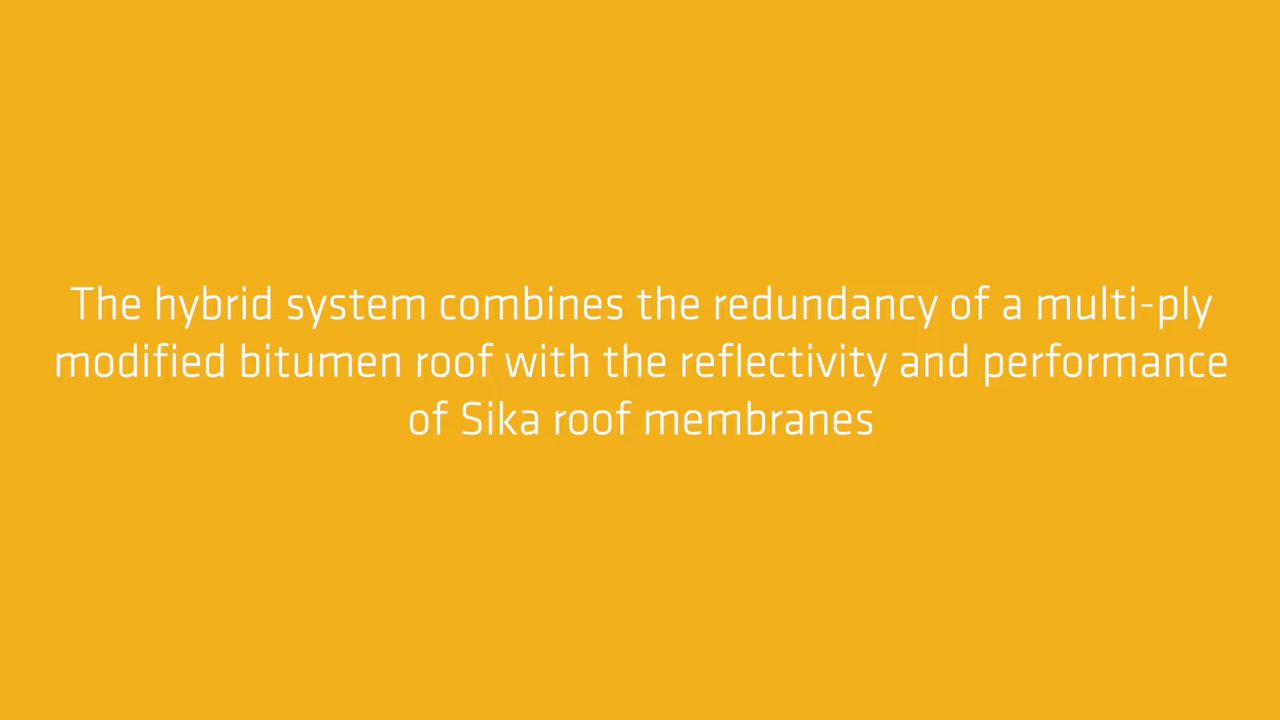 The hybrid system combines the redundancy of a multi-ply
modified bitumen roof with the reflectivity and performance
of Sika roof membranes